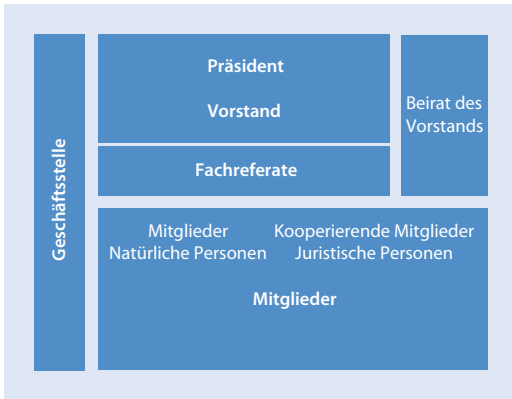 Geschäftsstelle
Präsident
Vorstand
Fachreferate
Beirat des
Vorstands
Mitglieder
Natürliche Personen
Kooperierende Mitglieder
Juristische Personen
Mitglieder